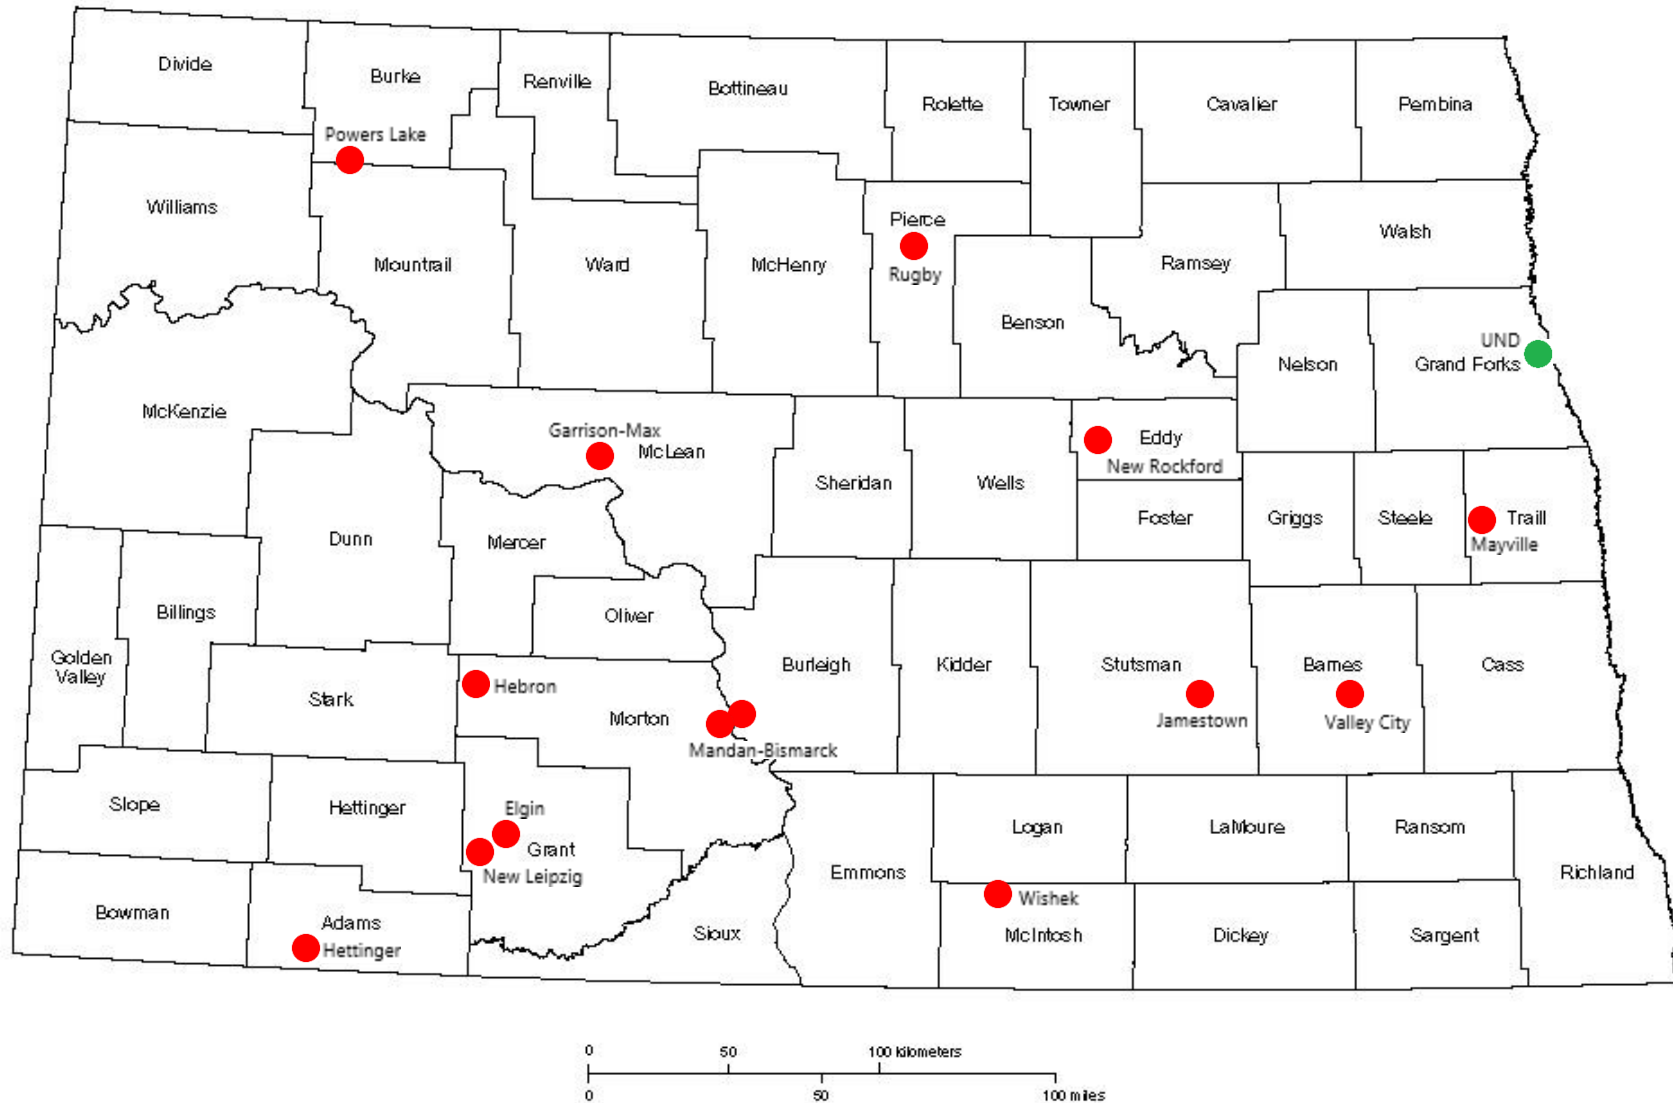 Divide
Burke
Renville
Bottineau
Rolette
Towner
Cavalier
Pembina
Powers Lake
Williams
Mountrail
Ward
McHenry
Pierce
Rugby
Benson
Ramsey
Walsh
UND
Grand Forks
Nelson
McKenzie
Garrison-Max
McLean
Sheridan
Wells
Eddy
New Rockford
Foster
Griggs
Steele
Traill
Mayville
Dunn
Mercer
Oliver
Billings
Golden
Valley
Stark
Hebron
Morton
Mandan-Bismarck
Burleigh
Kidder
Stutsman
Jamestown
Barnes
Valley City
Cass
Slope
Hettinger
Elgin
Grant
New Leipzig
Emmons
Logan
LaMoure
Ransom
Richland
Bowman
Adams
Hettinger
Sioux
Wishek
McIntosh
Dickey
Sargent
0 50 100 kilometers
0 50 100 miles